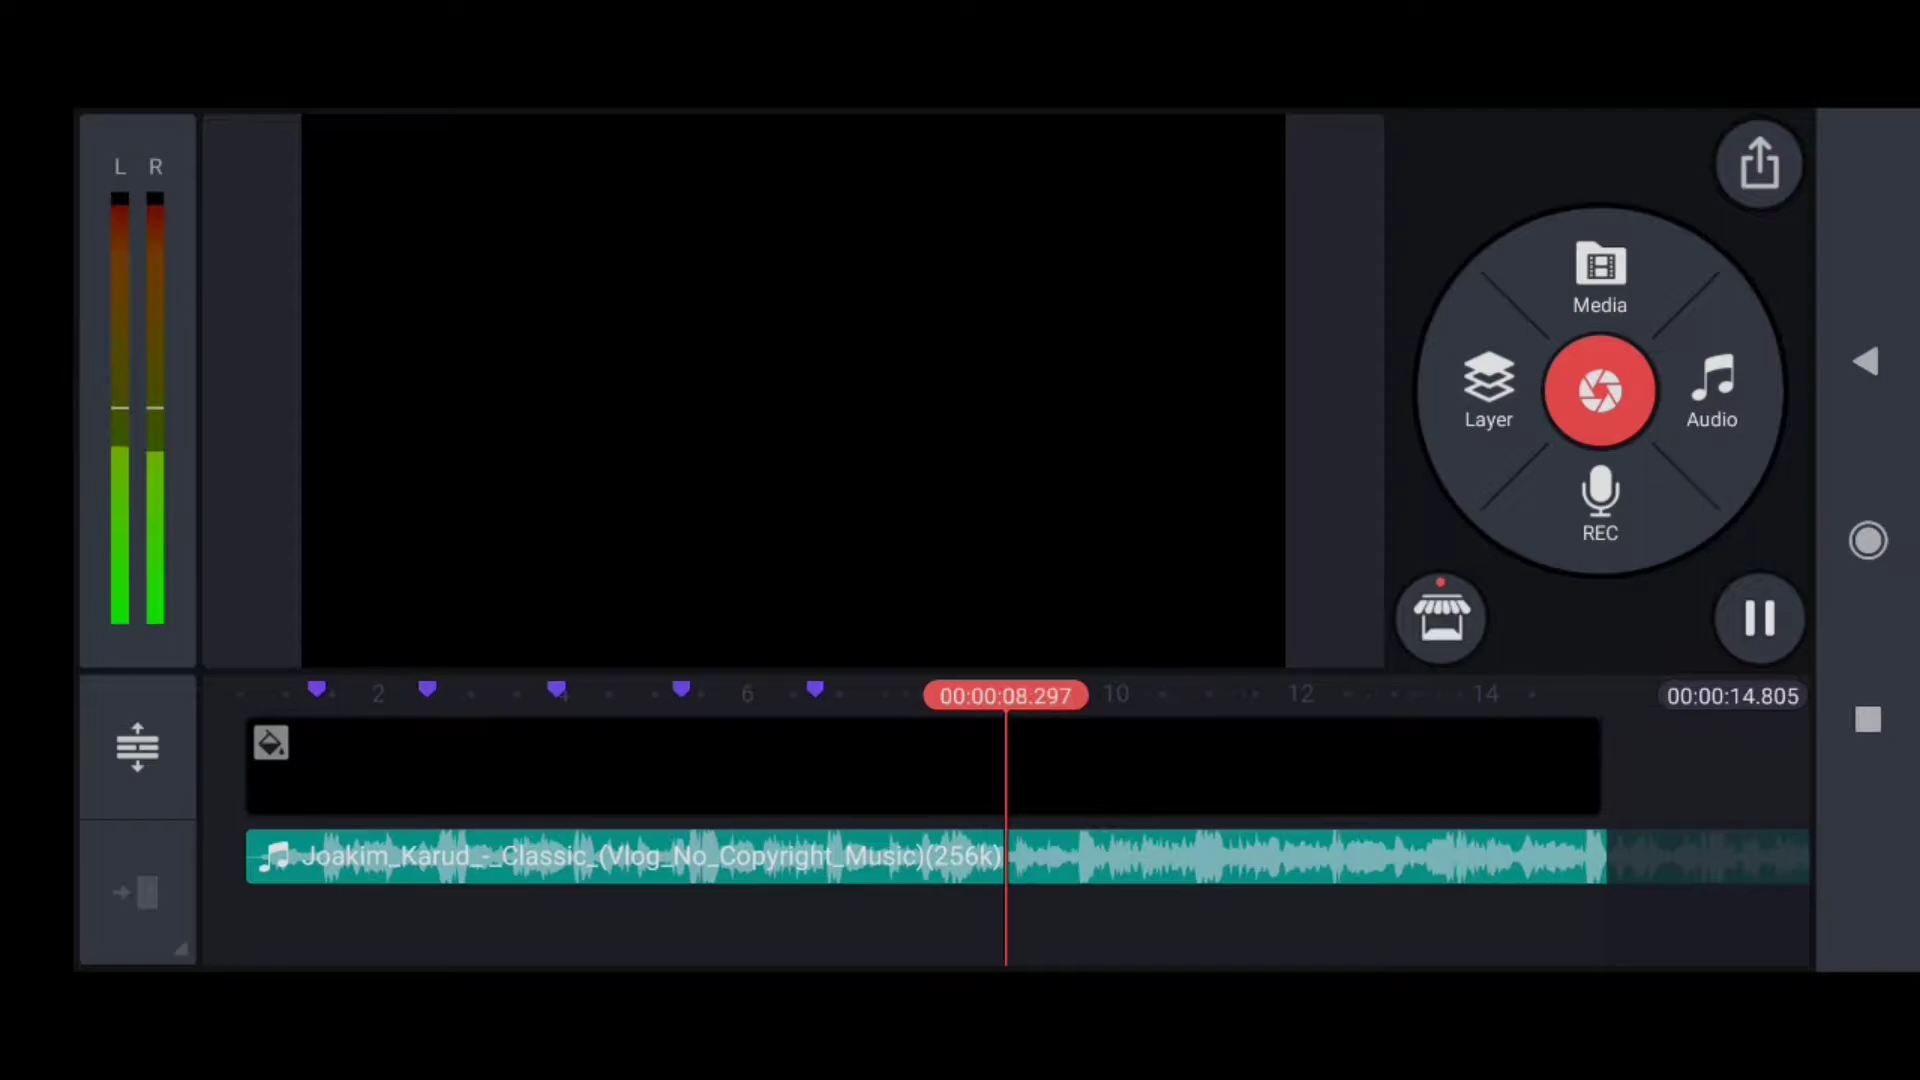 L R
Media
Layer
Audio
REC
2 4 6 00:00:08.297 10 12 14 00:00:14.805
Joakim_Karud_-_Classic_(Vlog_No_Copyright_Music)(256k)